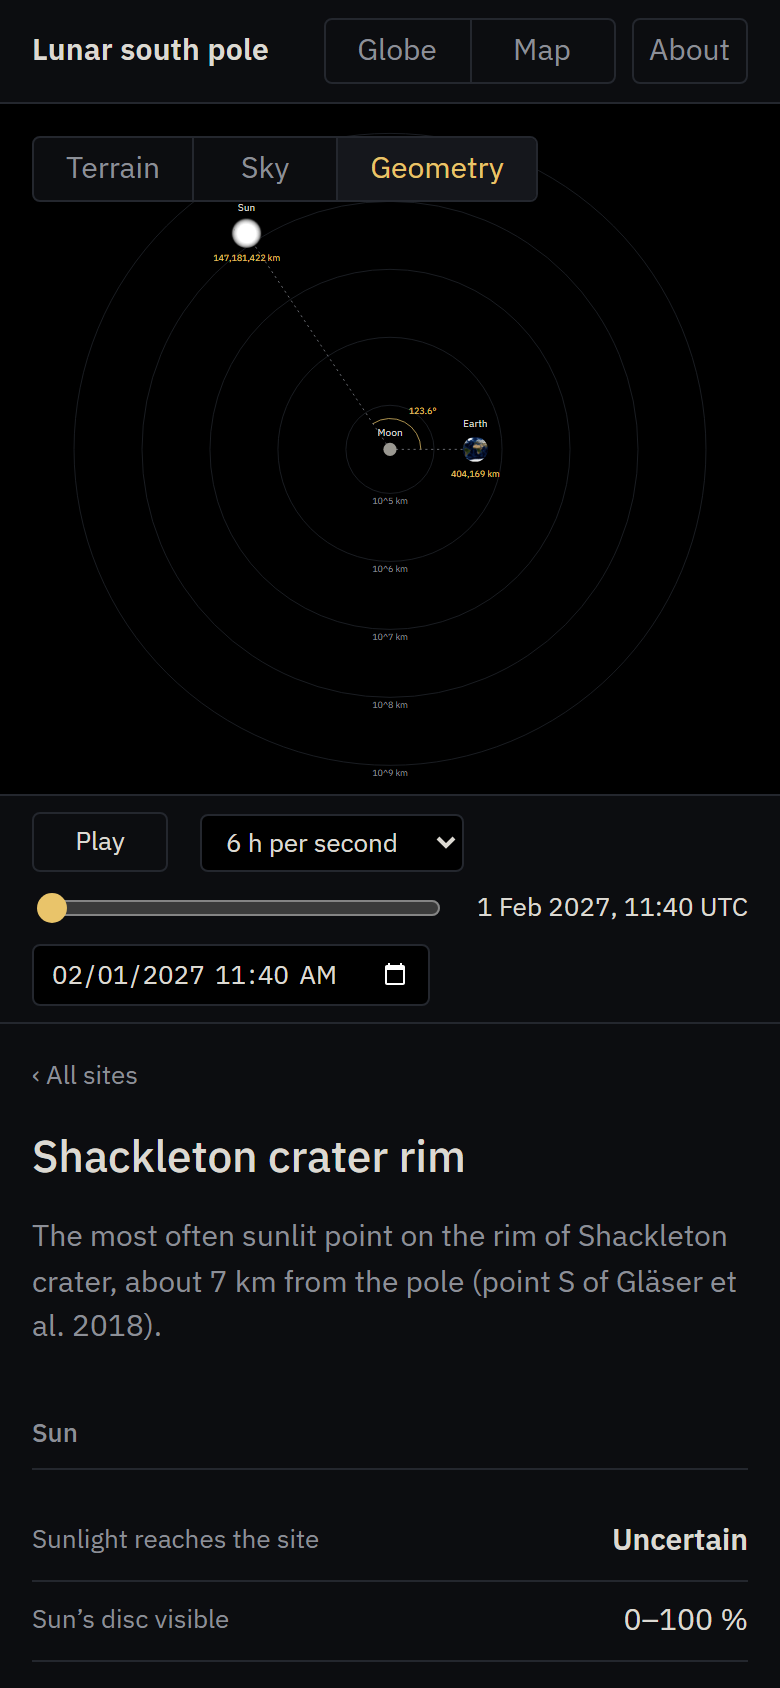 Lunar south pole
Globe
Map
About
Terrain
Sky
Geometry
Sun
147,181,422 km
123.6°
Moon
Earth
404,169 km
10^5 km
10^6 km
10^7 km
10^8 km
10^9 km
Play
6 h per second
1 Feb 2027, 11:40 UTC
02/01/2027 11:40 AM
‹ All sites
Shackleton crater rim
The most often sunlit point on the rim of Shackleton
crater, about 7 km from the pole (point S of Gläser et
al. 2018).
Sun
Sunlight reaches the site
Uncertain
Sun’s disc visible
0–100 %